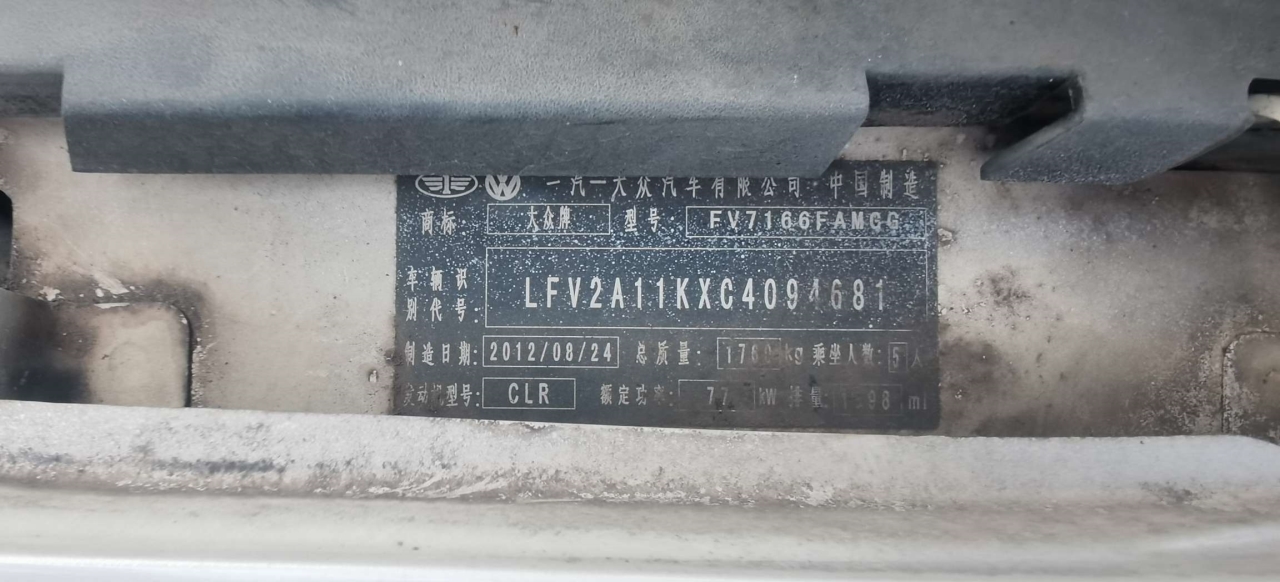 一汽一大众汽车有限公司 中国制造
商标 大众牌 型号 FV7166FAMGG
车辆识别代号: LFV2A11KXC4094681
制造日期: 2012/08/24 总质量: kg 乘坐人数: 5人
发动机型号: CLR 额定功率: 77 kW 排量: ml